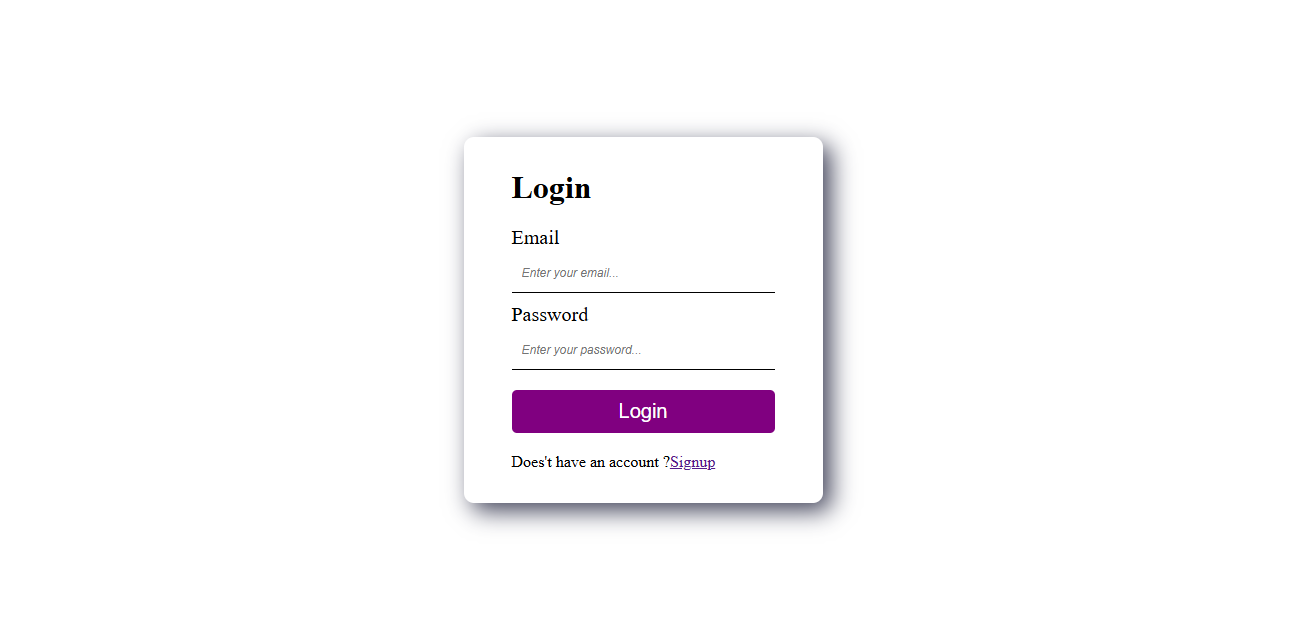 Login
Email
Enter your email...
Password
Enter your password...
Login
Does't have an account ?Signup